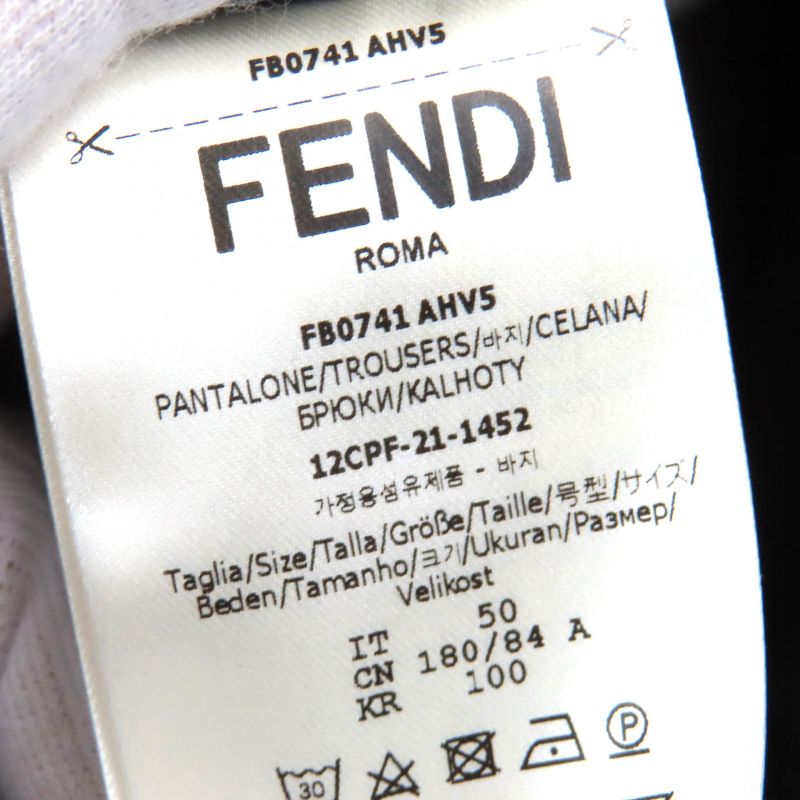 FB0741 AHV5
FENDI
ROMA
FB0741 AHV5
PANTALONE/TROUSERS/바지/CELANA/
БРЮКИ/KALHOTY
12CPF-21-1452
가정용섬유제품 - 바지
Taglia/Size/Talla/Größe/Taille/号型/サイズ/
Beden/Tamanho/크기/Ukuran/Размер/
Velikost
IT 50
CN 180/84 A
KR 100
30
P